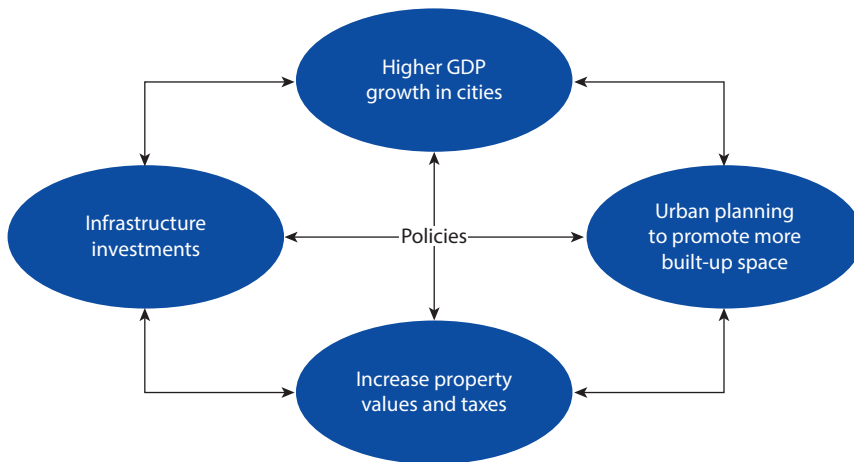 Higher GDP
growth in cities
Infrastructure
investments
Policies
Urban planning
to promote more
built-up space
Increase property
values and taxes